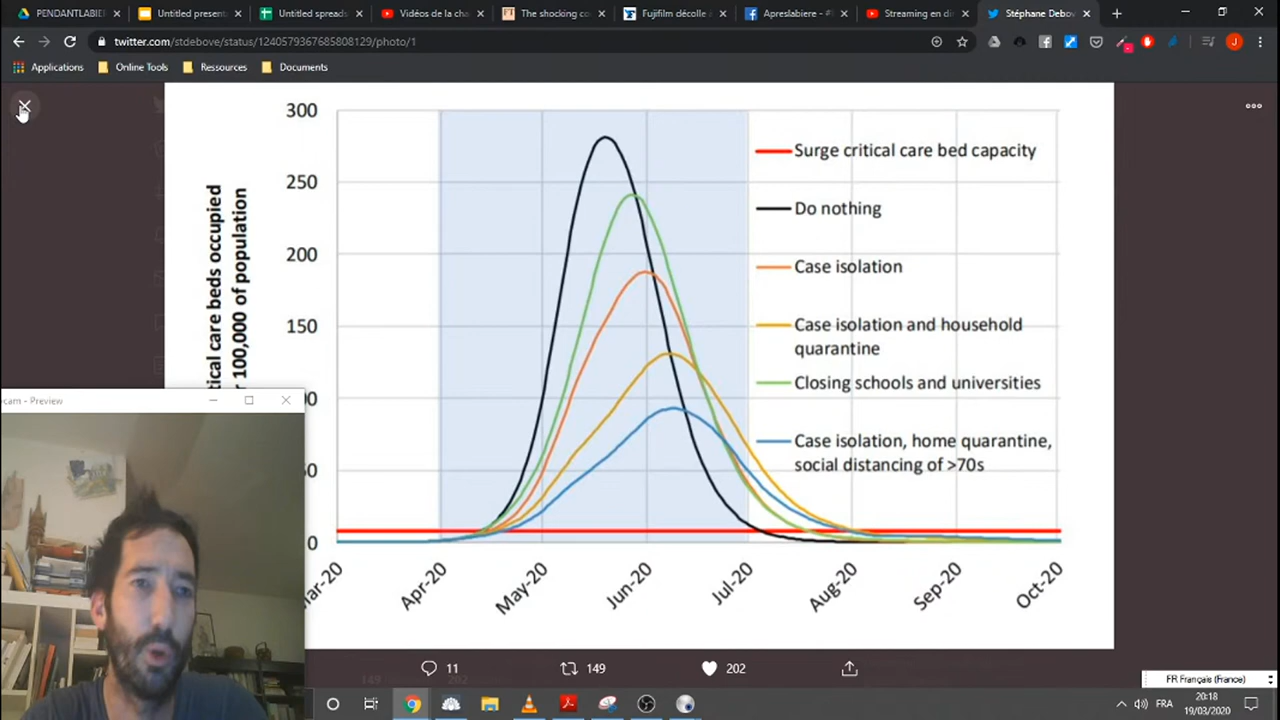 PENDANTLABIE
Untitled present
Untitled spreads
Vidéos de la cha
The shocking co
Fujifilm décolle
Apreslabiere - #
Streaming en di
Stéphane Debov
twitter.com/stdebove/status/1240579367685808129/photo/1
Applications
Online Tools
Ressources
Documents
300
250
200
150
0
tical care beds occupied
r 100,000 of population
Surge critical care bed capacity
Do nothing
Case isolation
Case isolation and household
quarantine
Closing schools and universities
Case isolation, home quarantine,
social distancing of >70s
ar-20
Apr-20
May-20
Jun-20
Jul-20
Aug-20
Sep-20
Oct-20
cam - Preview
11
149
202
FR Français (France)
FRA
20:18
19/03/2020